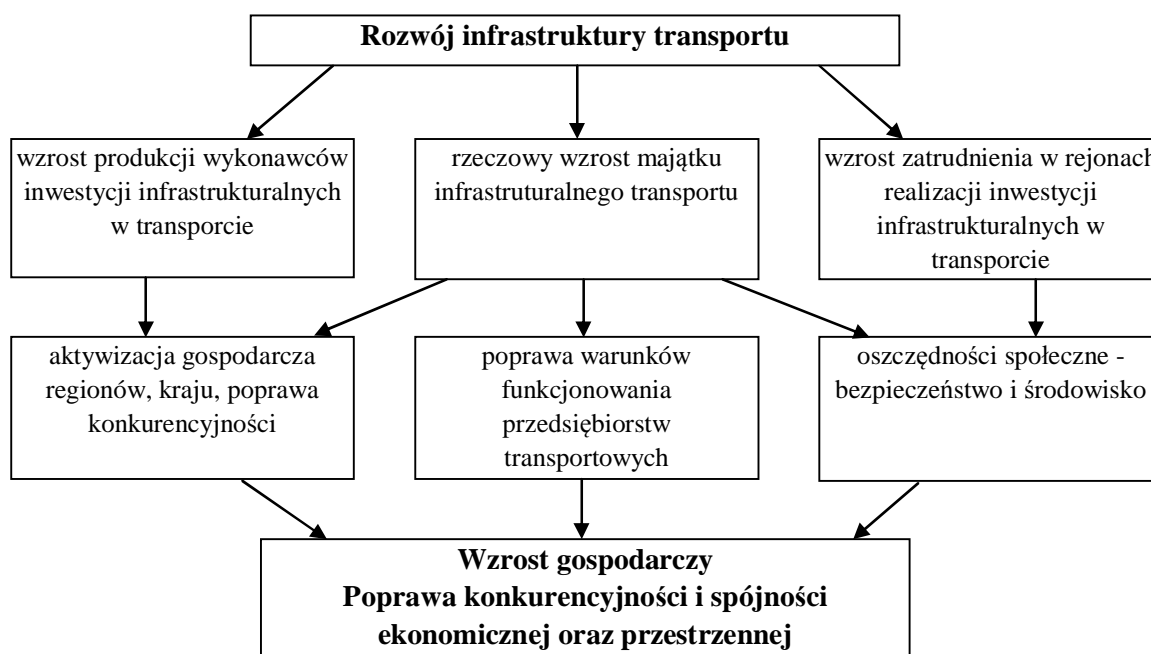 Rozwój infrastruktury transportu
wzrost produkcji wykonawców
inwestycji infrastrukturalnych
w transporcie
rzeczowy wzrost majątku
infrastruturalnego transportu
wzrost zatrudnienia w rejonach
realizacji inwestycji
infrastrukturalnych w
transporcie
aktywizacja gospodarcza
regionów, kraju, poprawa
konkurencyjności
poprawa warunków
funkcjonowania
przedsiębiorstw
transportowych
oszczędności społeczne -
bezpieczeństwo i środowisko
Wzrost gospodarczy
Poprawa konkurencyjności i spójności
ekonomicznej oraz przestrzennej